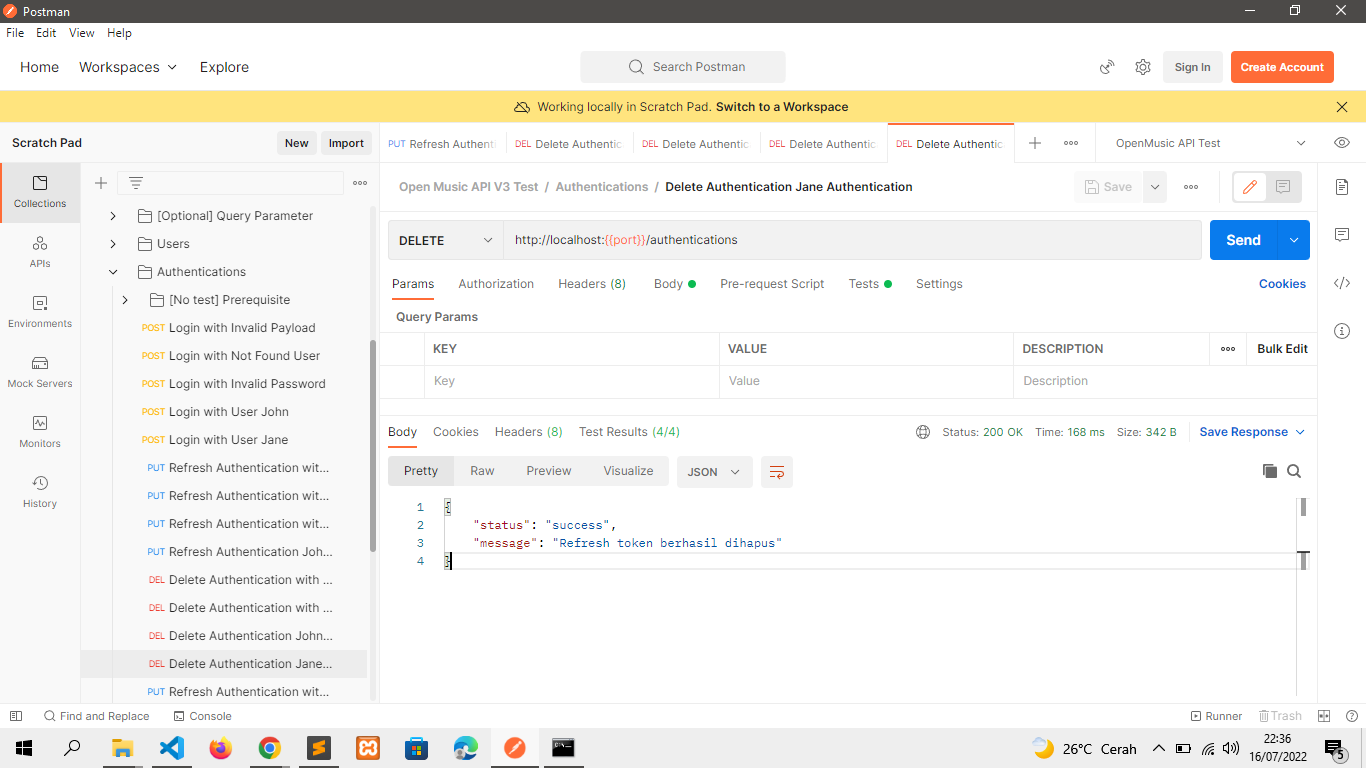 Postman
File Edit View Help
Home Workspaces Explore Search Postman Sign In Create Account
Working locally in Scratch Pad. Switch to a Workspace
Scratch Pad New Import
PUT Refresh Authenti DEL Delete Authentic DEL Delete Authentic DEL Delete Authentic DEL Delete Authentic OpenMusic API Test
Collections
APIs
Environments
Mock Servers
Monitors
History
[Optional] Query Parameter
Users
Authentications
[No test] Prerequisite
POST Login with Invalid Payload
POST Login with Not Found User
POST Login with Invalid Password
POST Login with User John
POST Login with User Jane
PUT Refresh Authentication wit...
PUT Refresh Authentication wit...
PUT Refresh Authentication wit...
PUT Refresh Authentication Joh...
DEL Delete Authentication with ...
DEL Delete Authentication with ...
DEL Delete Authentication John...
DEL Delete Authentication Jane...
PUT Refresh Authentication wit...
Open Music API V3 Test / Authentications / Delete Authentication Jane Authentication Save
DELETE http://localhost:{{port}}/authentications Send
Params Authorization Headers (8) Body Pre-request Script Tests Settings Cookies
Query Params
KEY VALUE DESCRIPTION Bulk Edit
Key Value Description
Body Cookies Headers (8) Test Results (4/4) Status: 200 OK Time: 168 ms Size: 342 B Save Response
Pretty Raw Preview Visualize JSON
1 {
2 "status": "success",
3 "message": "Refresh token berhasil dihapus"
4 }
Find and Replace Console Runner Trash
26°C Cerah 22:36
16/07/2022
5